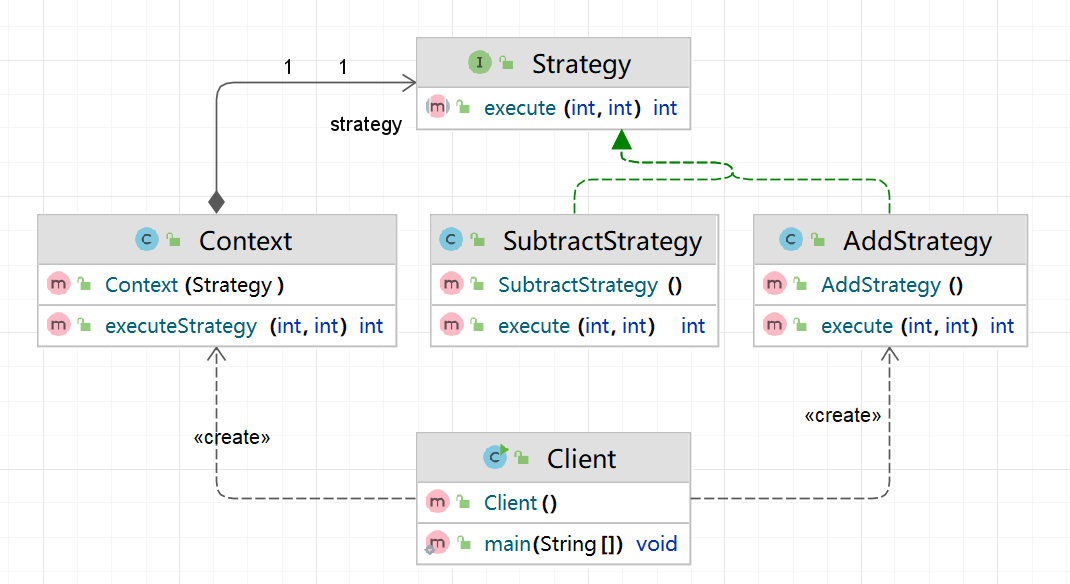 I Strategy
m execute (int, int) int
1 1
strategy
C Context
m Context (Strategy )
m executeStrategy (int, int) int
C SubtractStrategy
m SubtractStrategy ()
m execute (int, int) int
C AddStrategy
m AddStrategy ()
m execute (int, int) int
«create»
«create»
C Client
m Client ()
m main(String []) void